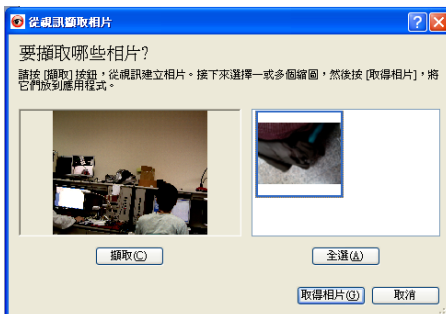 從視訊擷取相片
要擷取哪些相片?
請按 [擷取] 按鈕，從視訊建立相片。接下來選擇一或多個縮圖，然後按 [取得相片]，將
它們放到應用程式。
擷取(C)
全選(A)
取得相片(G)
取消